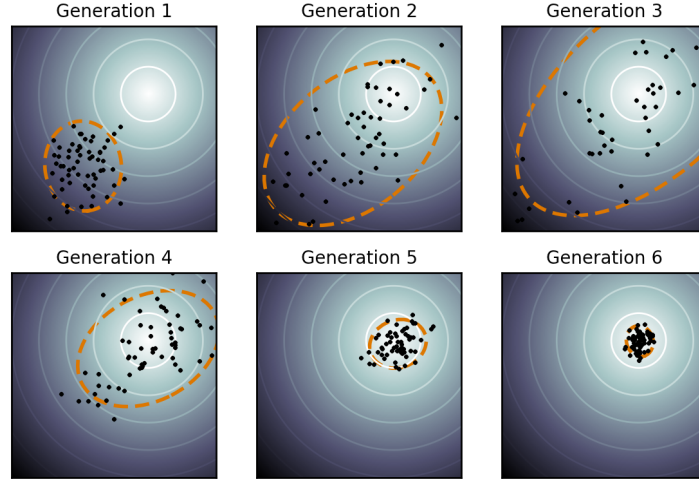 Generation 1
Generation 2
Generation 3
Generation 4
Generation 5
Generation 6